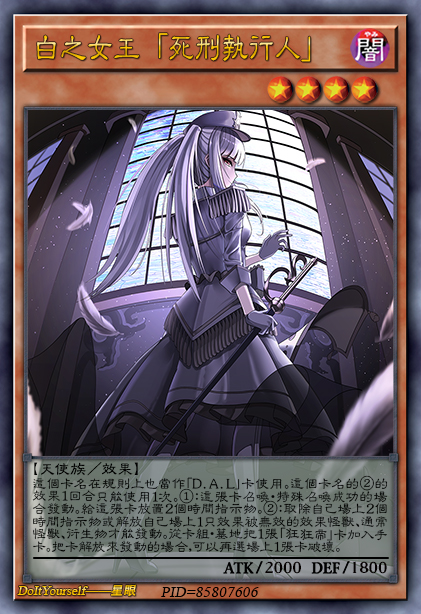 白之女王「死刑執行人」
やみ
闇
【天使族／效果】
這個卡名在規則上也當作「D.A.L」卡使用。這個卡名的②的
效果1回合只能使用1次。①：這張卡召喚·特殊召喚成功的場
合發動。給這張卡放置2個時間指示物。②：取除自己場上2個
時間指示物或解放自己場上1只效果被無效的效果怪獸、通常
怪獸、衍生物才能發動。從卡組·墓地把1張「狂狂帝」卡加入手
卡。把卡解放來發動的場合，可以再選場上1張卡破壞。
ATK/2000 DEF/1800
DoItYourself——星眼 PID=85807606